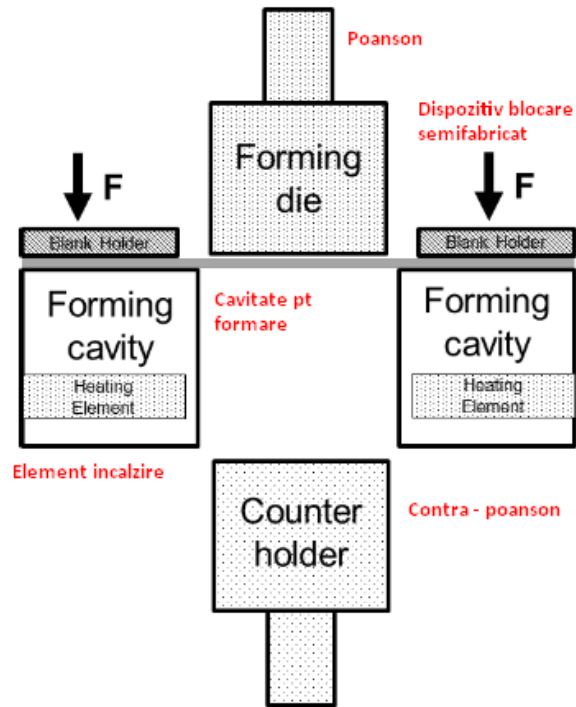 Poanson
Dispozitiv blocare
semifabricat
Forming
die
F
F
Blank Holder
Blank Holder
Forming
cavity
Cavitate pt
formare
Forming
cavity
Heating
Element
Heating
Element
Element incalzire
Counter
holder
Contra - poanson